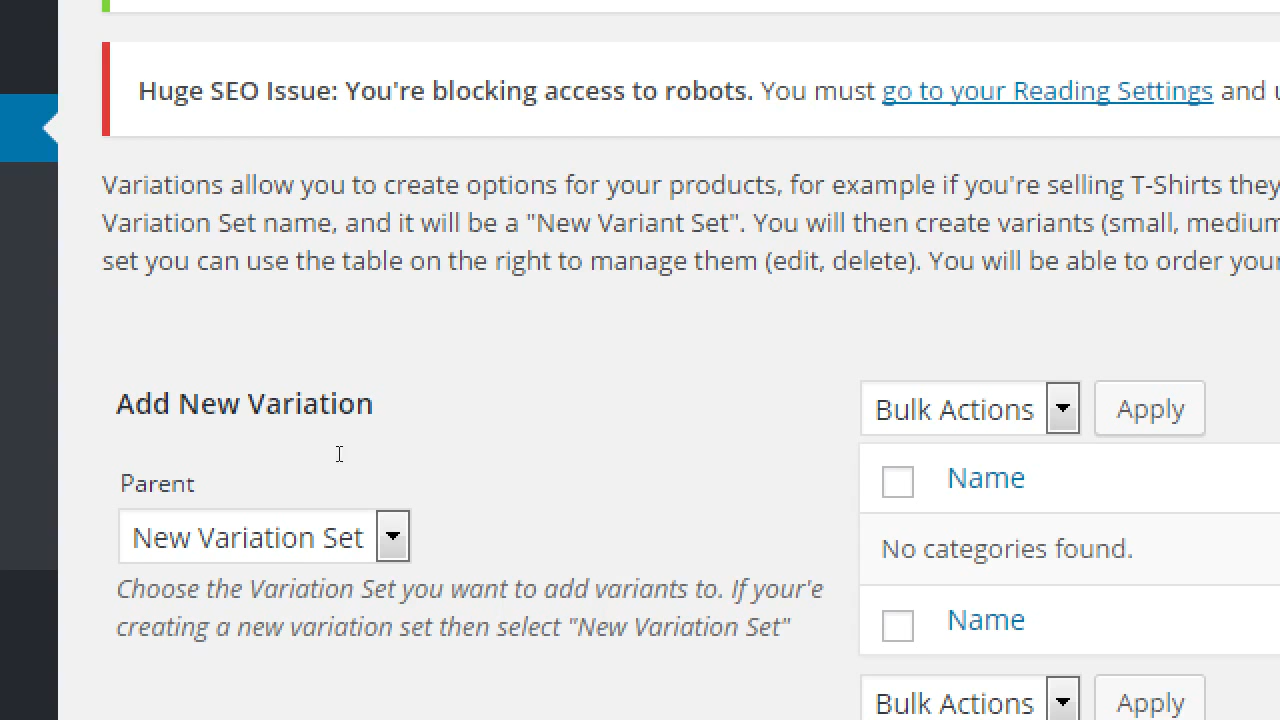 Huge SEO Issue: You're blocking access to robots. You must go to your Reading Settings and
Variations allow you to create options for your products, for example if you're selling T-Shirts they
Variation Set name, and it will be a "New Variant Set". You will then create variants (small, medium
set you can use the table on the right to manage them (edit, delete). You will be able to order your
Add New Variation
Parent
New Variation Set
Choose the Variation Set you want to add variants to. If your'e
creating a new variation set then select "New Variation Set"
Bulk Actions Apply
Name
No categories found.
Name
Bulk Actions Apply